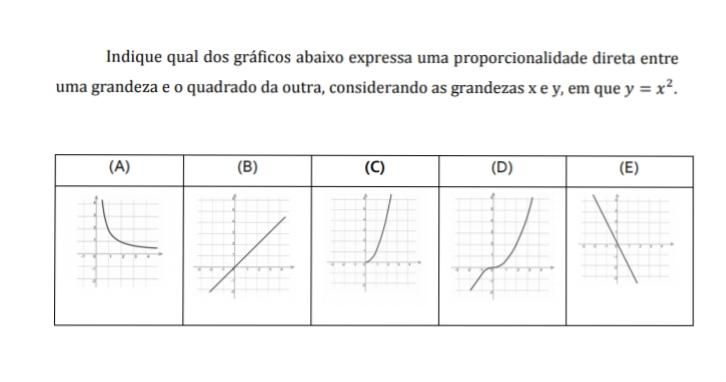 Indique qual dos gráficos abaixo expressa uma proporcionalidade direta entre
uma grandeza e o quadrado da outra, considerando as grandezas x e y, em que y = x².
(A) (B) (C) (D) (E)